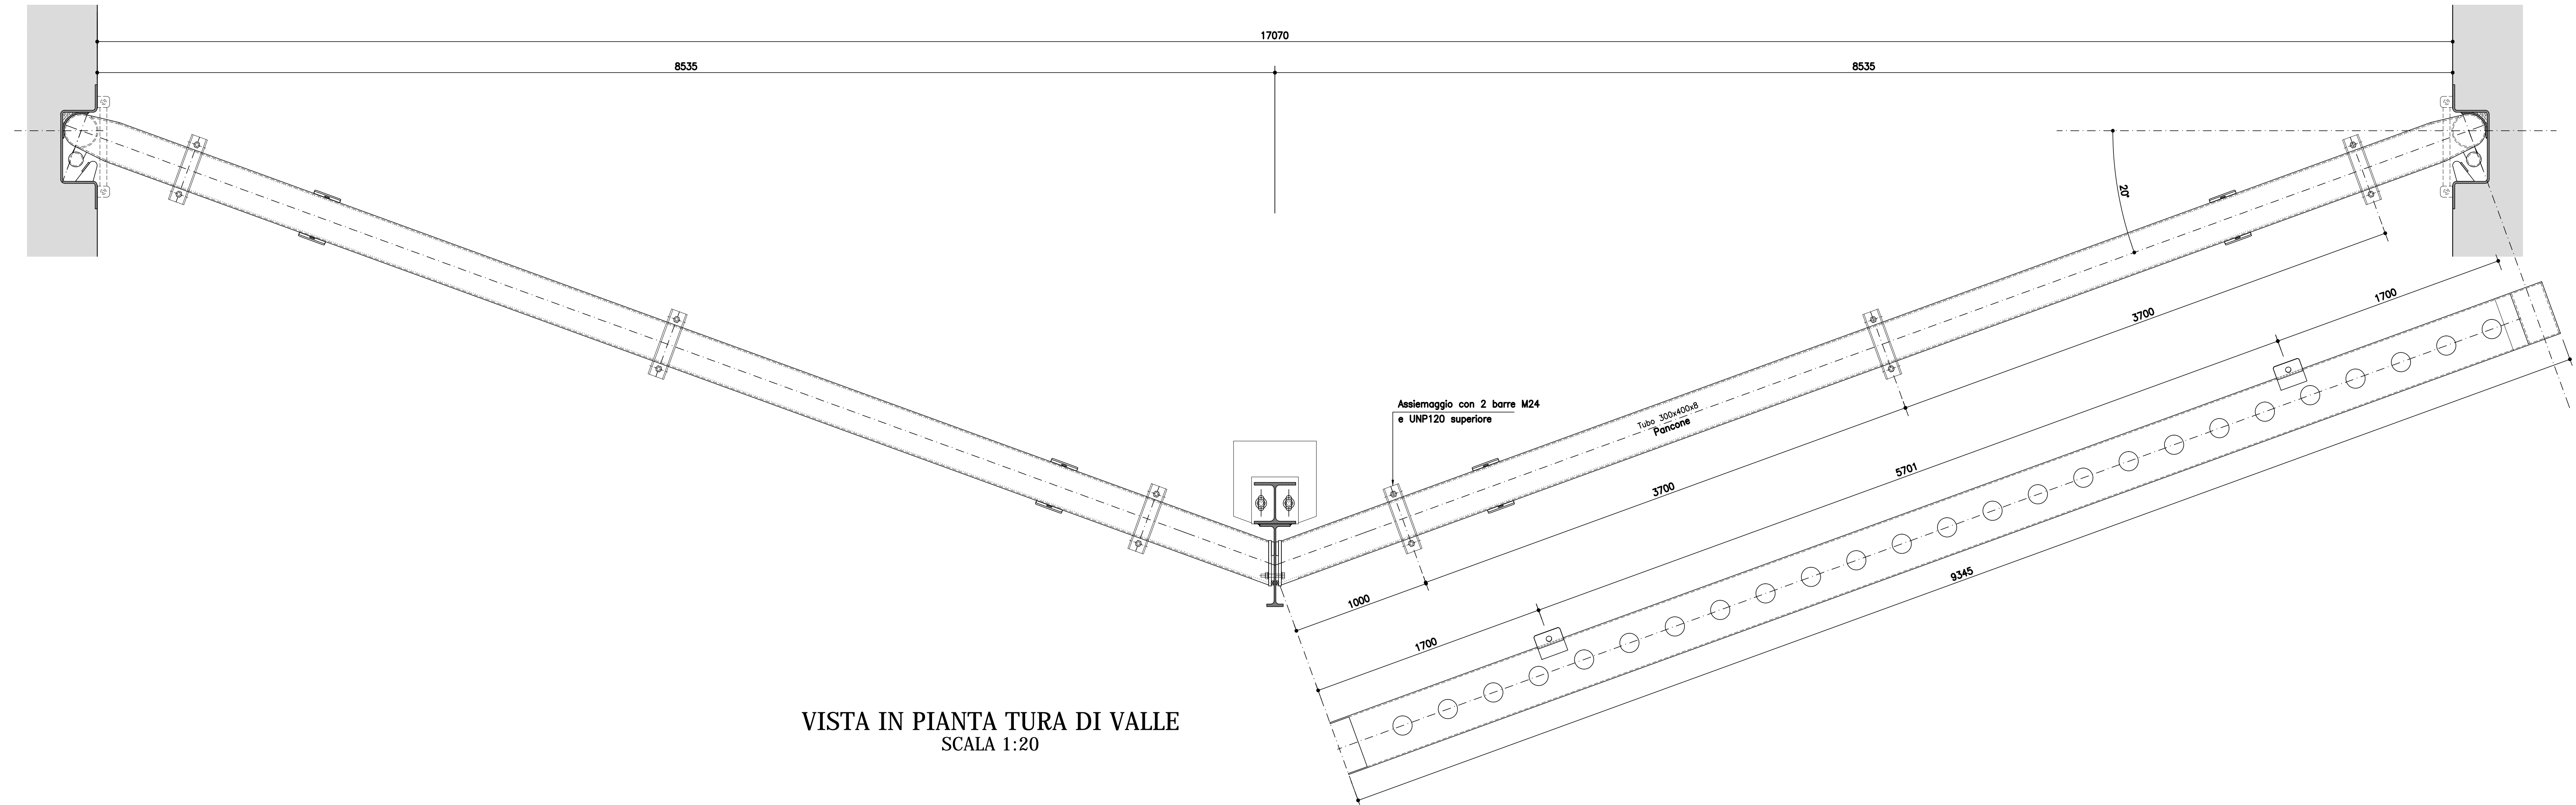 17070
8535
8535
20°
1700
3700
Assiemaggio con 2 barre M24
e UNP120 superiore
Tubo 300x400x8
Pancone
5701
3700
9345
1000
1700
VISTA IN PIANTA TURA DI VALLE
SCALA 1:20